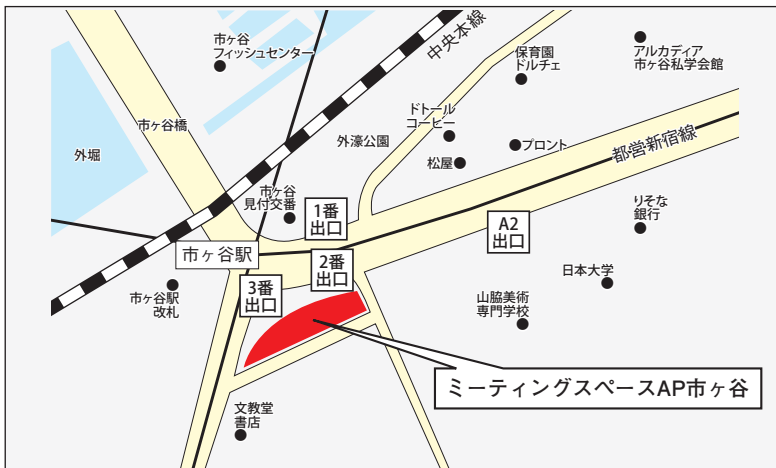 市ヶ谷
フィッシュセンター
中央本線
保育園
ドルチェ
アルカディア
市ヶ谷私学会館
市ヶ谷橋
ドトール
コーヒー
外濠公園
プロント
都営新宿線
外堀
松屋
市ヶ谷
見付交番
1番
出口
A2
出口
りそな
銀行
市ヶ谷駅
2番
出口
3番
出口
日本大学
市ヶ谷駅
改札
山脇美術
専門学校
ミーティングスペースAP市ヶ谷
文教堂
書店